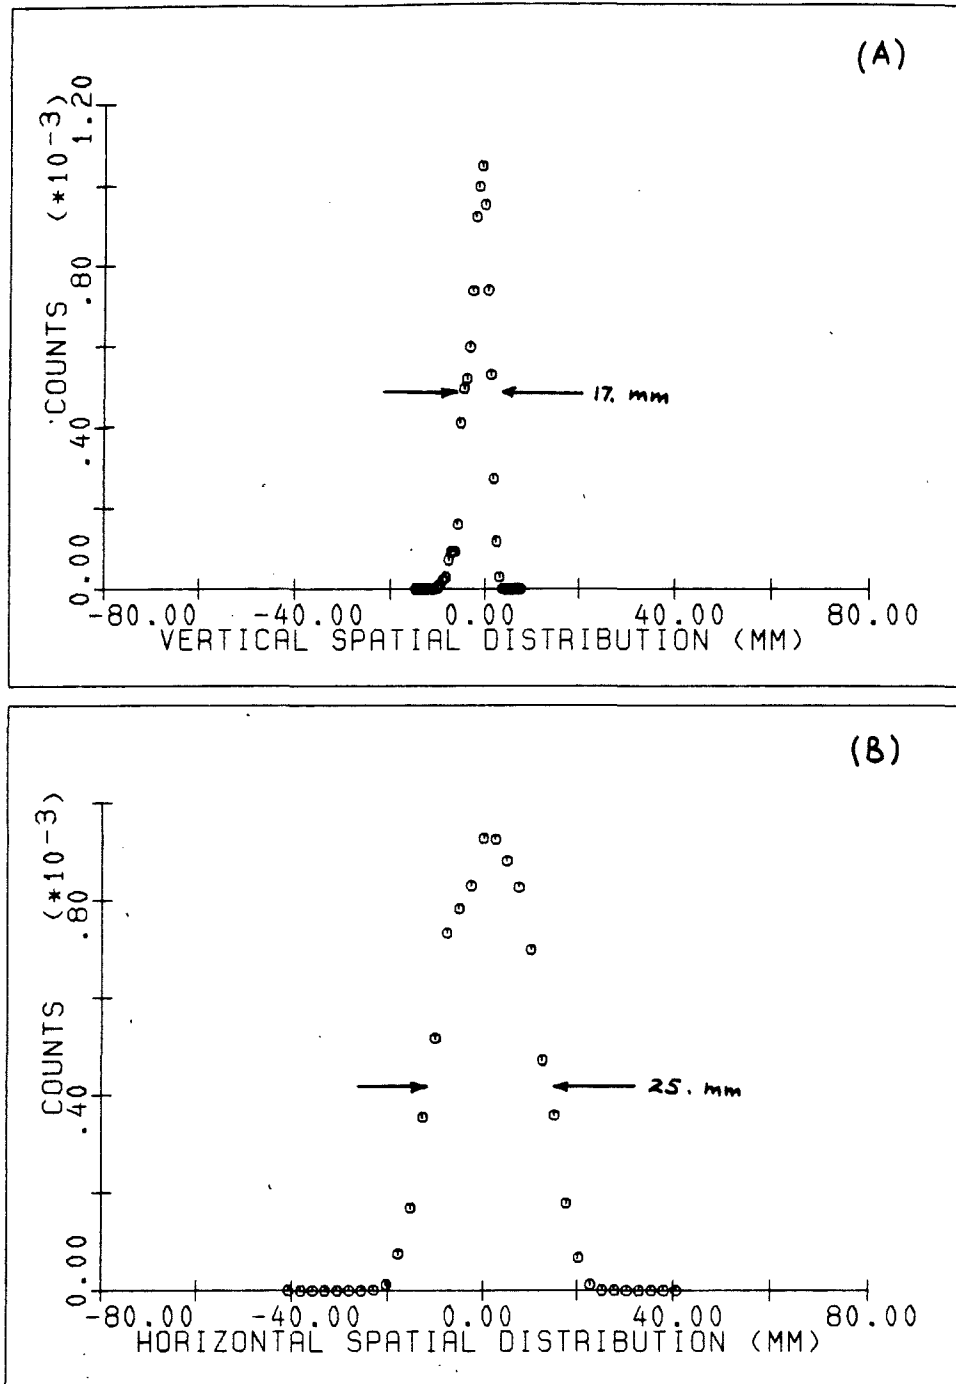 (A)
COUNTS (*10-3)
1.20
.80
.40
0.00
17. mm
-80.00 -40.00 0.00 40.00 80.00
VERTICAL SPATIAL DISTRIBUTION (MM)
(B)
COUNTS (*10-3)
.80
.40
0.00
25. mm
-80.00 -40.00 0.00 40.00 80.00
HORIZONTAL SPATIAL DISTRIBUTION (MM)